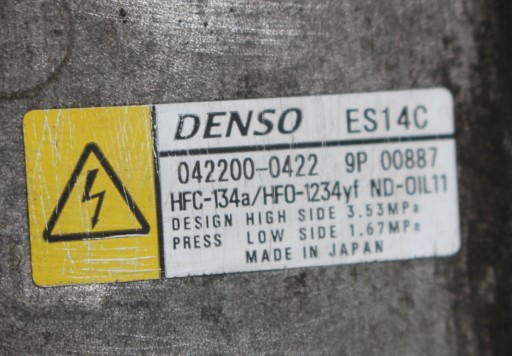 DENSO ES14C
042200-0422 9P 00887
HFC-134a/HFO-1234yf ND-OIL11
DESIGN HIGH SIDE 3.53MPa
PRESS LOW SIDE 1.67MPa
MADE IN JAPAN